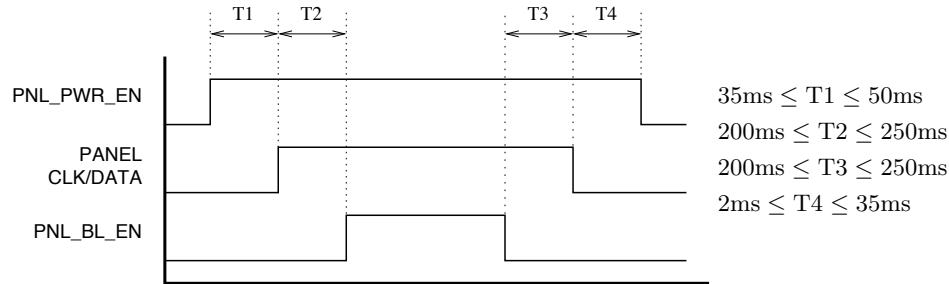 T1 T2 T3 T4
PNL_PWR_EN
PANEL
CLK/DATA
PNL_BL_EN
35ms ≤ T1 ≤ 50ms
200ms ≤ T2 ≤ 250ms
200ms ≤ T3 ≤ 250ms
2ms ≤ T4 ≤ 35ms